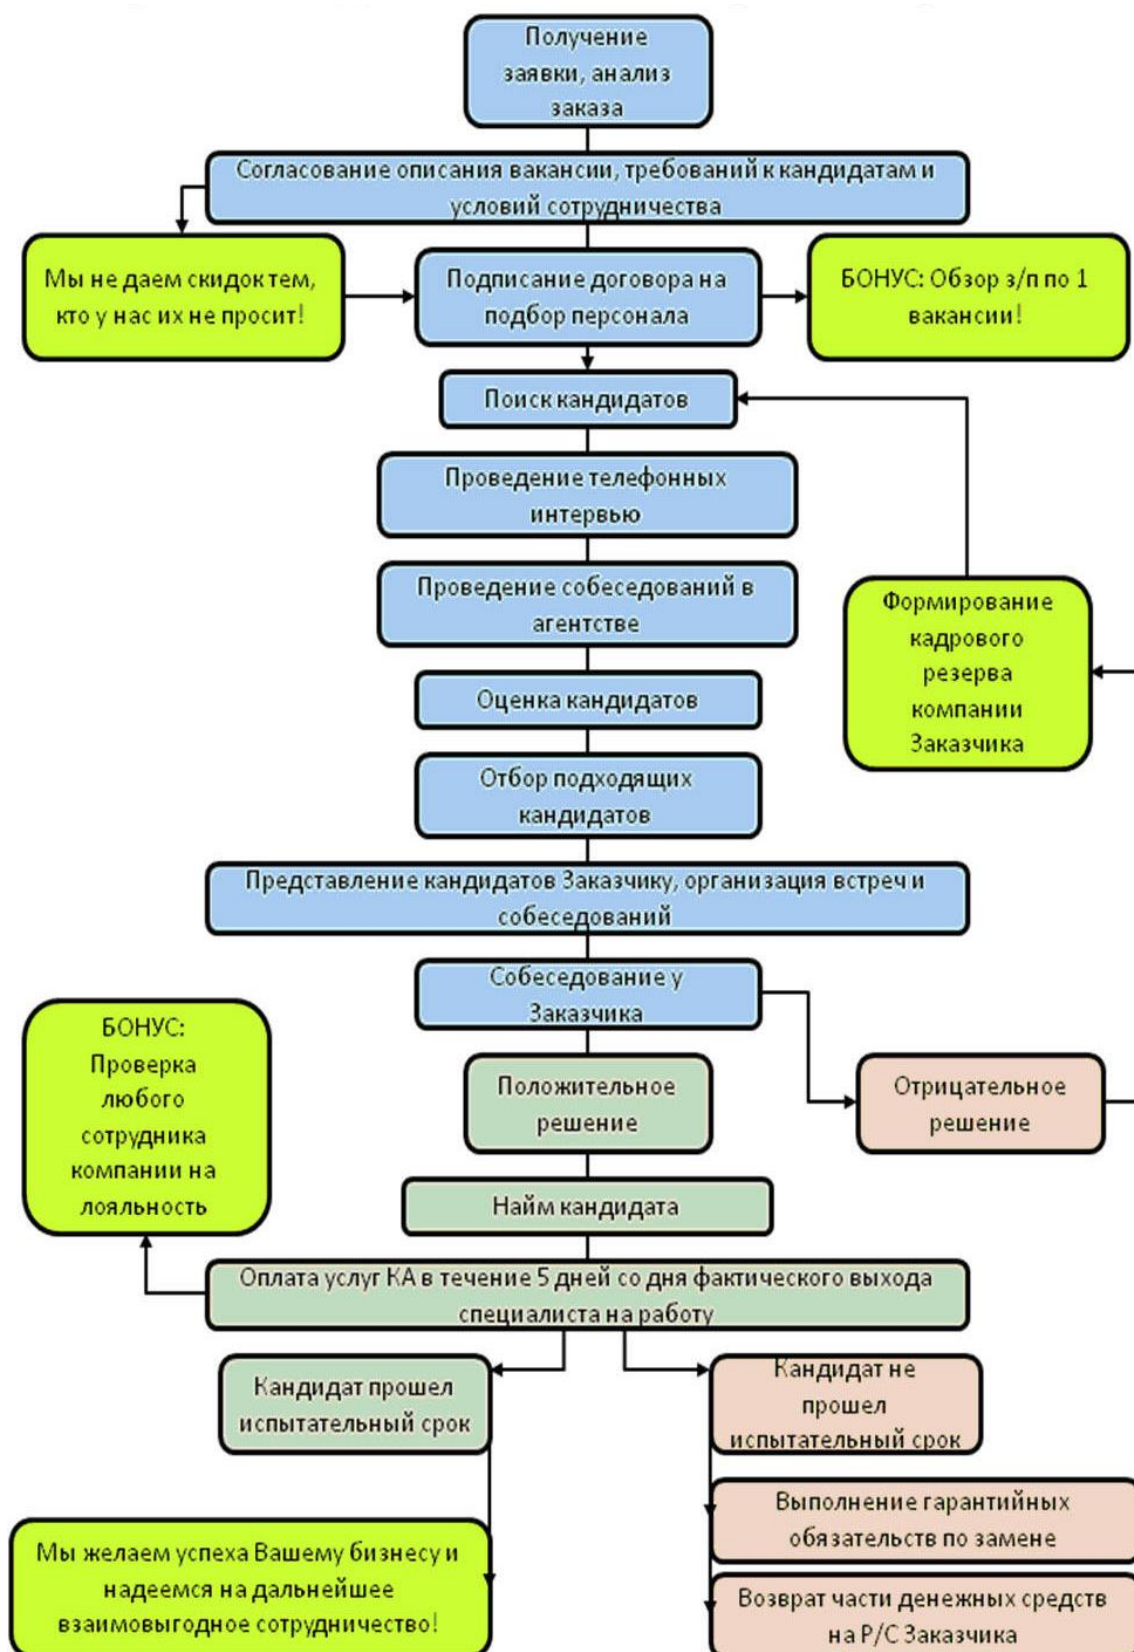 Получение
заявки, анализ
заказа
Согласование описания вакансии, требований к кандидатам и
условий сотрудничества
Мы не даем скидок тем,
кто у нас их не просит!
Подписание договора на
подбор персонала
БОНУС: Обзор з/п по 1
вакансии!
Поиск кандидатов
Проведение телефонных
интервью
Проведение собеседований в
агентстве
Формирование
кадрового
резерва
компании
Заказчика
Оценка кандидатов
Отбор подходящих
кандидатов
Представление кандидатов Заказчику, организация встреч и
собеседований
Собеседование у
Заказчика
БОНУС:
Проверка
любого
сотрудника
компании на
лояльность
Положительное
решение
Отрицательное
решение
Найм кандидата
Оплата услуг КА в течение 5 дней со дня фактического выхода
специалиста на работу
Кандидат прошел
испытательный срок
Кандидат не
прошел
испытательный срок
Выполнение гарантийных
обязательств по замене
Мы желаем успеха Вашему бизнесу и
надеемся на дальнейшее
взаимовыгодное сотрудничество!
Возврат части денежных средств
на Р/С Заказчика